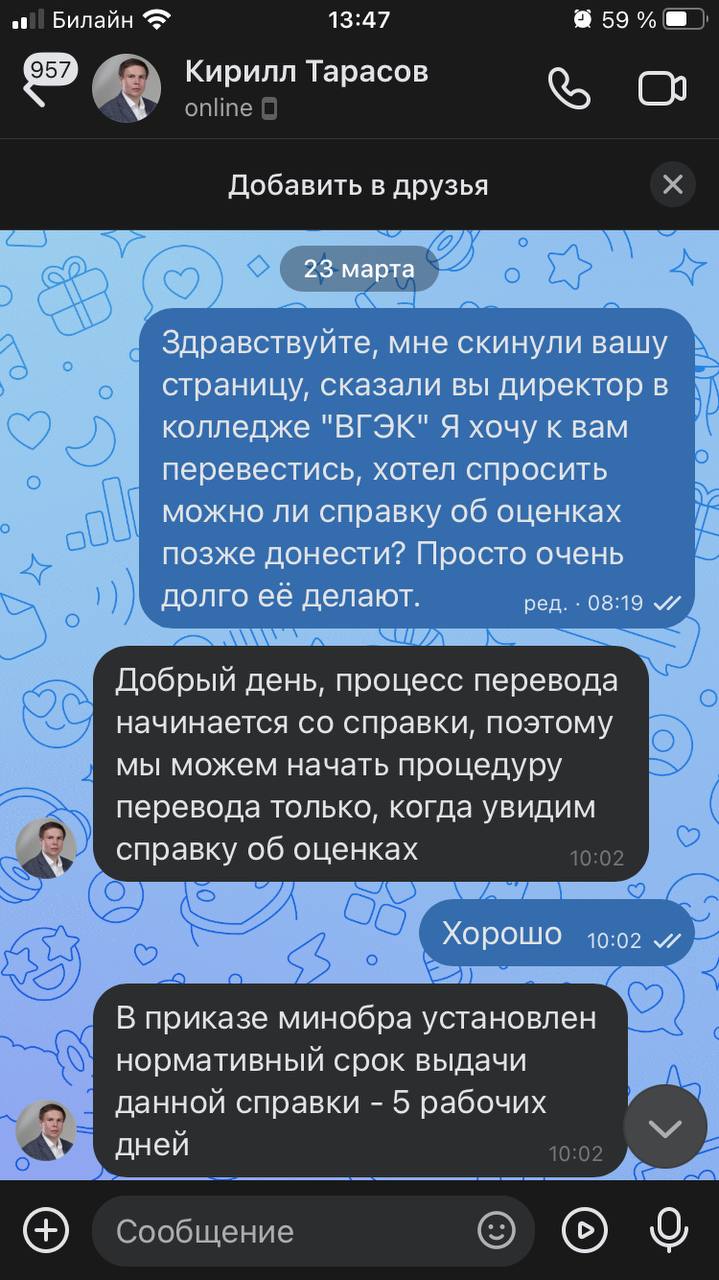 Билайн 13:47 59 %
957 Кирилл Тарасов
online
Добавить в друзья
23 марта
Здравствуйте, мне скинули вашу
страницу, сказали вы директор в
колледже "ВГЭК" Я хочу к вам
перевестись, хотел спросить
можно ли справку об оценках
позже донести? Просто очень
долго её делают. ред. · 08:19
Добрый день, процесс перевода
начинается со справки, поэтому
мы можем начать процедуру
перевода только, когда увидим
справку об оценках 10:02
Хорошо 10:02
В приказе минобра установлен
нормативный срок выдачи
данной справки - 5 рабочих
дней 10:02
Сообщение